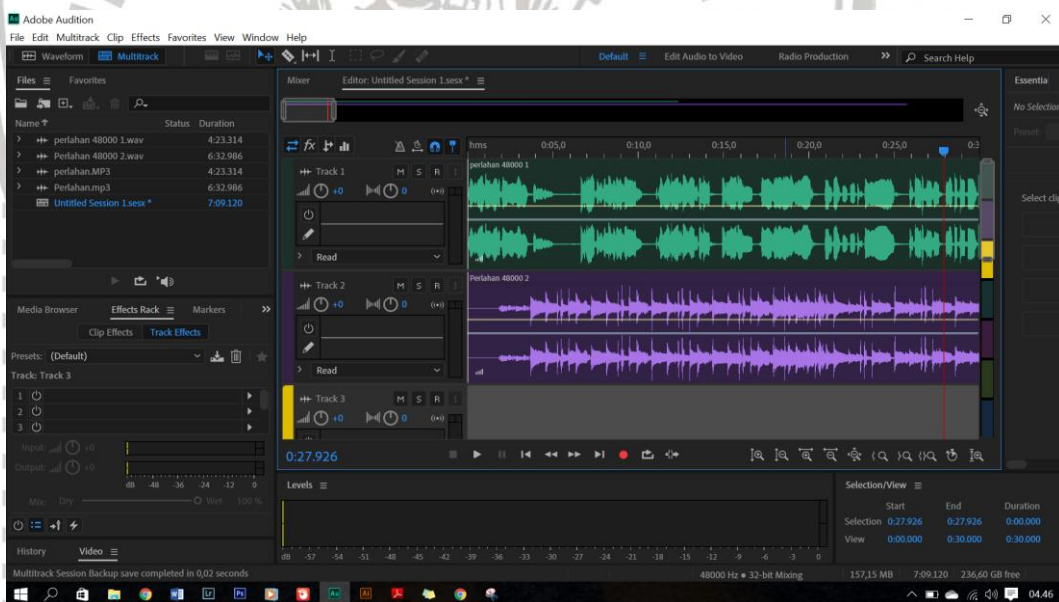 Adobe Audition
File Edit Multitrack Clip Effects Favorites View Window Help
Waveform Multitrack Default Edit Audio to Video Radio Production Search Help
Files Favorites
Name Status Duration
perlahan 48000 1.wav 4:23.314
Perlahan 48000 2.wav 6:32.986
perlahan.MP3 4:23.314
Perlahan.mp3 6:32.986
Untitled Session 1.sesx * 7:09.120
Media Browser Effects Rack Markers
Clip Effects Track Effects
Presets: (Default)
Track: Track 3
1
2
3
Input: +0
Output: +0
dB -48 -36 -24 -12 0
Mix: Dry Wet 100 %
History Video
Mixer Editor: Untitled Session 1.sesx *
fx
hms 0:05,0 0:10,0 0:15,0 0:20,0 0:25,0 0:3
Track 1 M S R I
+0 0
Read
perlahan 48000 1
Track 2 M S R I
+0 0
Read
Perlahan 48000 2
Track 3 M S R I
+0 0
0:27.926
Levels
dB -57 -54 -51 -48 -45 -42 -39 -36 -33 -30 -27 -24 -21 -18 -15 -12 -9 -6 -3 0
Essentia
No Selection
Preset:
Select clip
Selection/View
Start End Duration
Selection 0:27.926 0:27.926 0:00.000
View 0:00.000 0:30.000 0:30.000
Multitrack Session Backup save completed in 0,02 seconds 48000 Hz ● 32-bit Mixing 157,15 MB 7:09.120 236,60 GB free
04.46